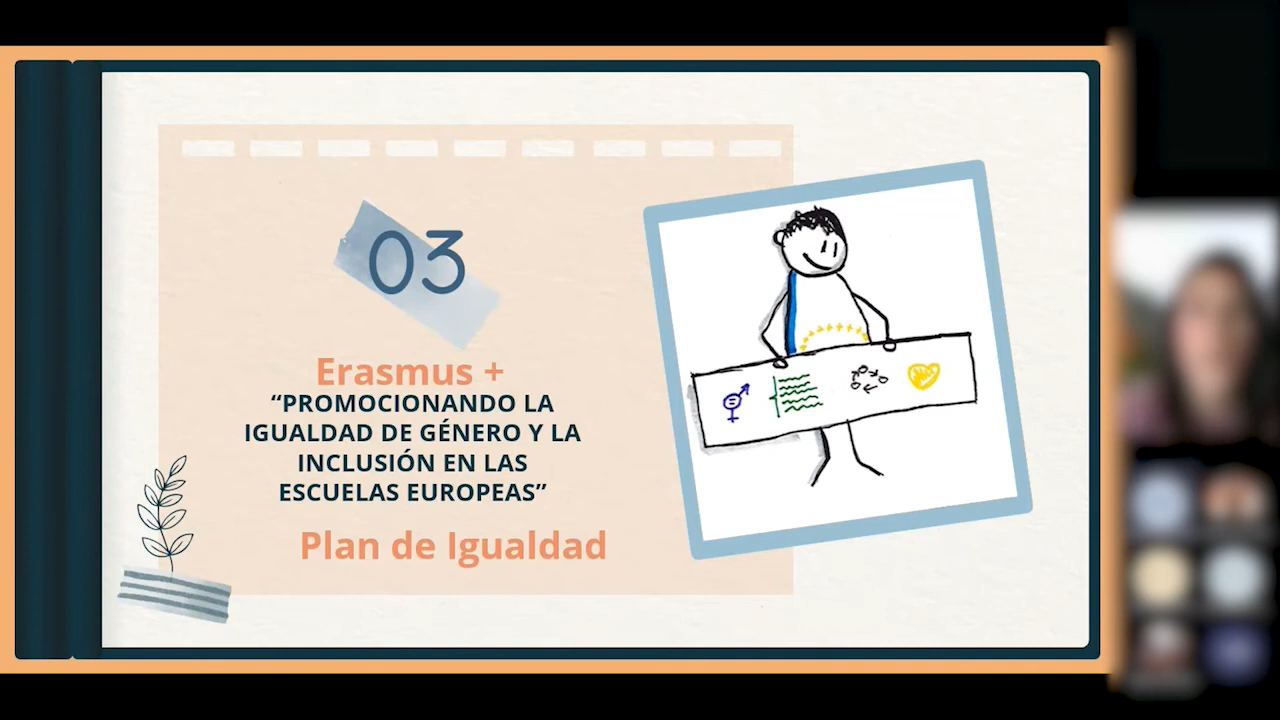 03
Erasmus +
“PROMOCIONANDO LA
IGUALDAD DE GÉNERO Y LA
INCLUSIÓN EN LAS
ESCUELAS EUROPEAS”
Plan de Igualdad